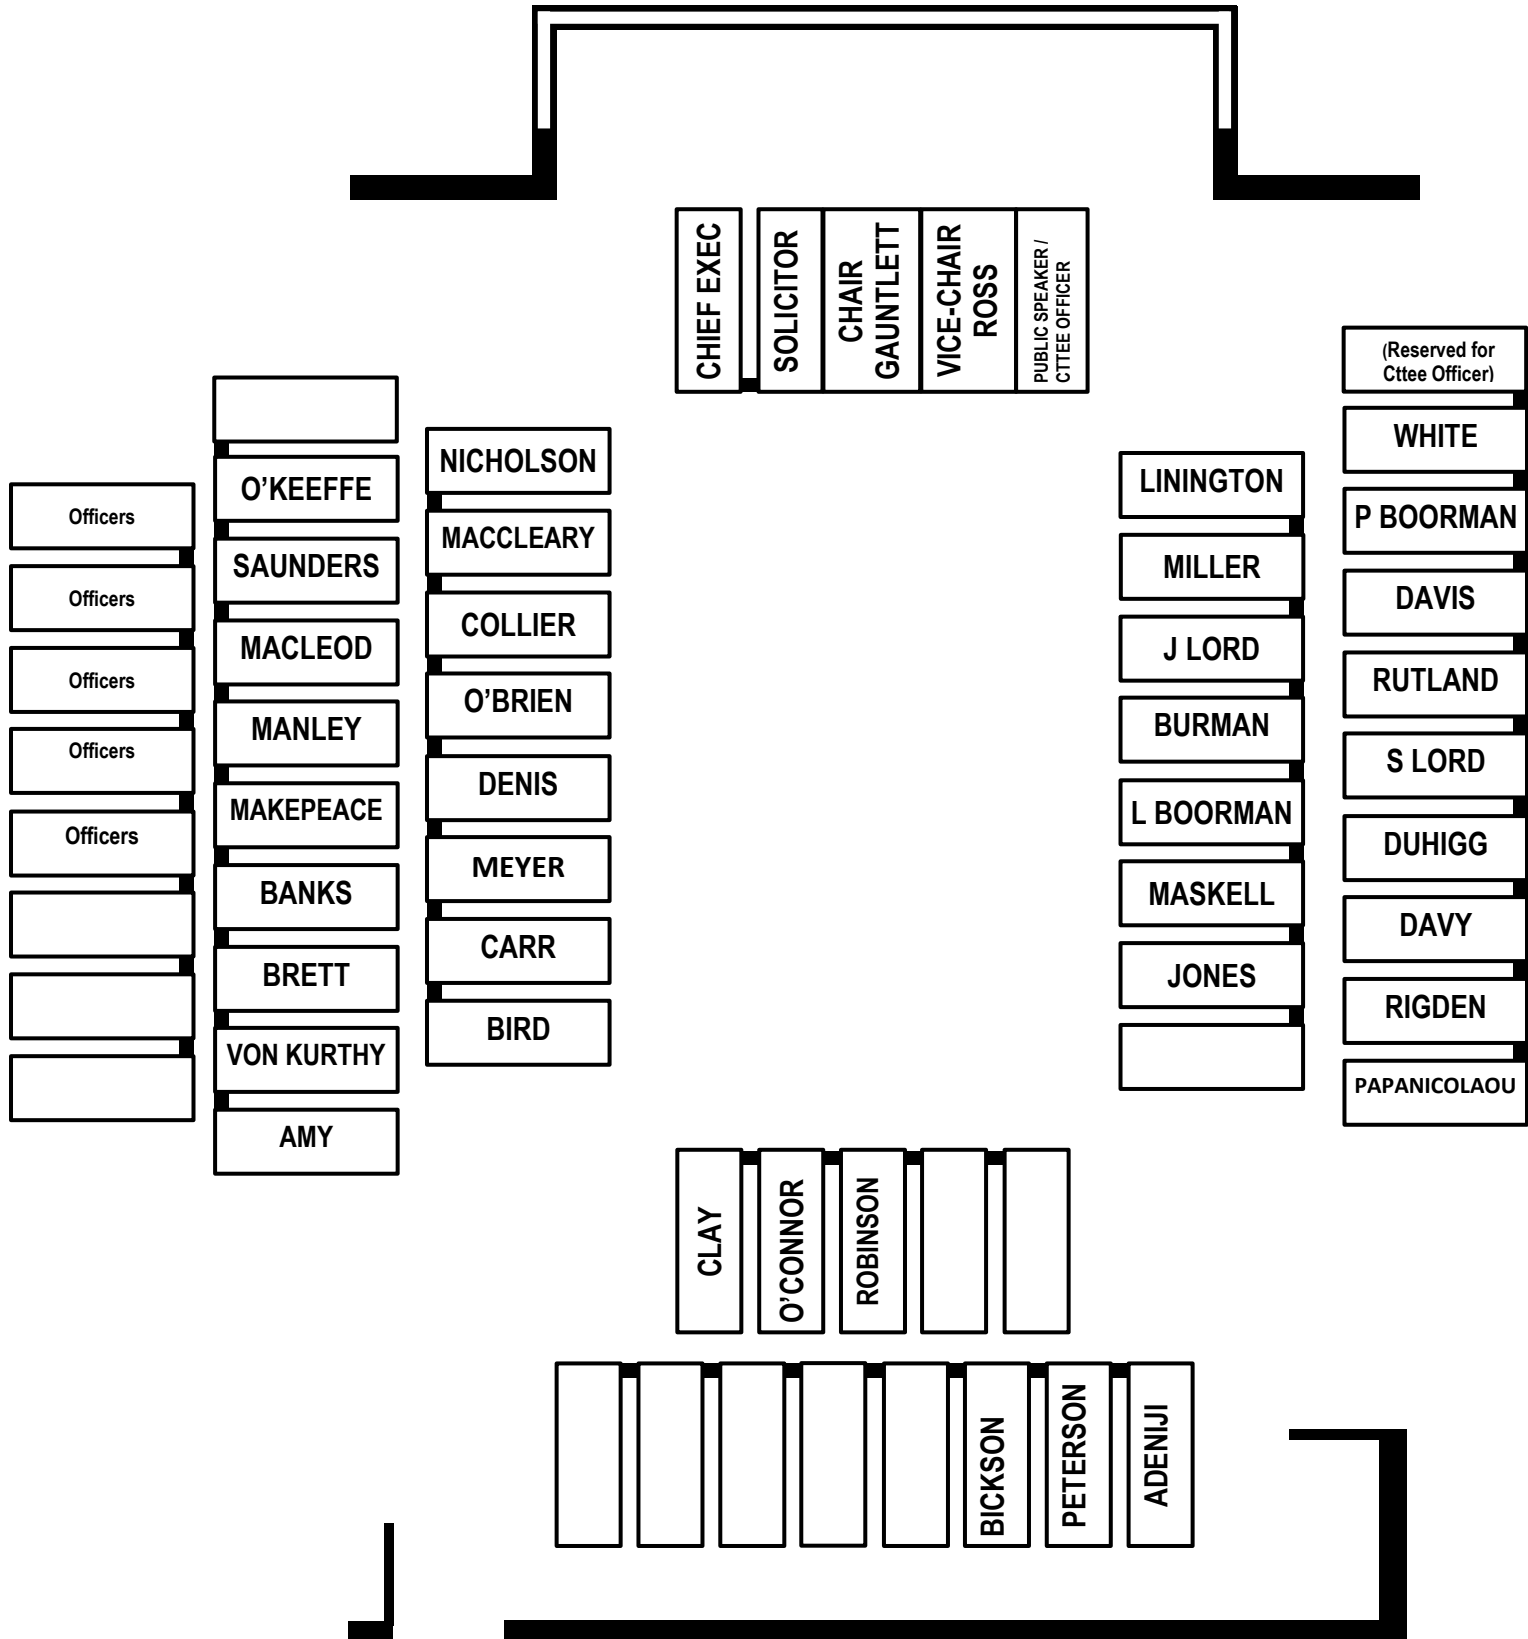 CHIEF EXEC
SOLICITOR
CHAIR
GAUNTLETT
VICE-CHAIR
ROSS
PUBLIC SPEAKER /
CTTEE OFFICER
Officers
Officers
Officers
Officers
Officers
O’KEEFFE
SAUNDERS
MACLEOD
MANLEY
MAKEPEACE
BANKS
BRETT
VON KURTHY
AMY
NICHOLSON
MACCLEARY
COLLIER
O’BRIEN
DENIS
MEYER
CARR
BIRD
LININGTON
MILLER
J LORD
BURMAN
L BOORMAN
MASKELL
JONES
(Reserved for
Cttee Officer)
WHITE
P BOORMAN
DAVIS
RUTLAND
S LORD
DUHIGG
DAVY
RIGDEN
PAPANICOLAOU
CLAY
O’CONNOR
ROBINSON
BICKSON
PETERSON
ADENIJI